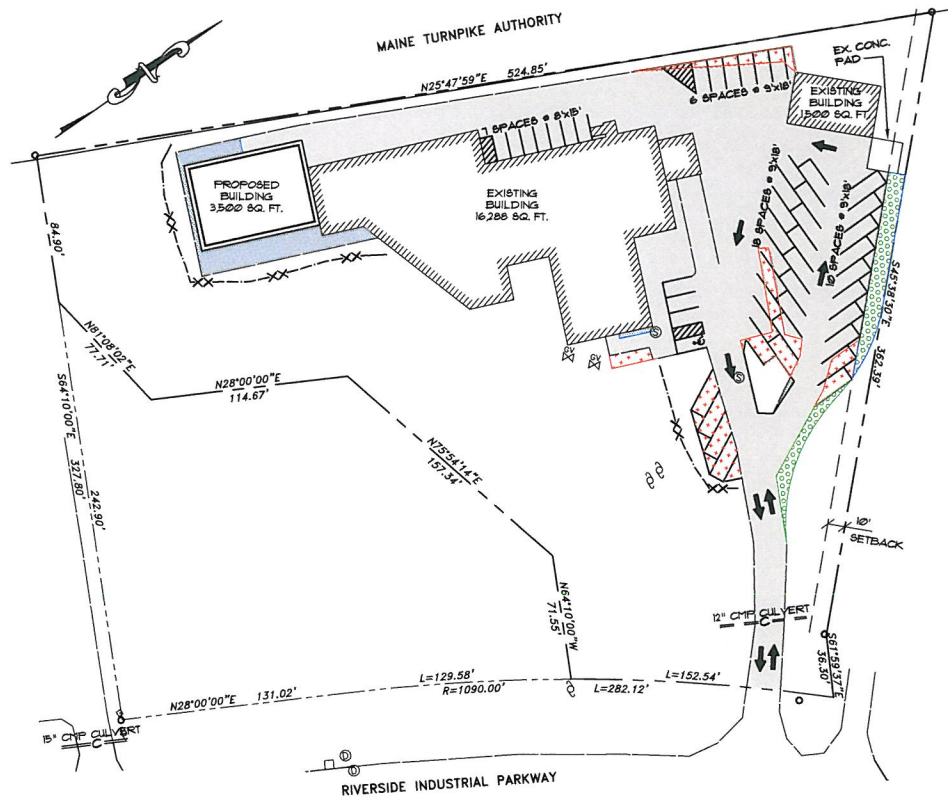 MAINE TURNPIKE AUTHORITY
N25°47'59"E 524.85'
EX. CONC.
PAD
6 SPACES @ 9'x18'
EXISTING
BUILDING
1,500 SQ. FT.
7 SPACES @ 8'x15'
PROPOSED
BUILDING
3,500 SQ. FT.
EXISTING
BUILDING
16,288 SQ. FT.
18 SPACES @ 9'x18'
10 SPACES @ 9'x18'
84.90'
S45°38'30"E 362.39'
N81°08'02"E
77.71'
N28°00'00"E
114.67'
S64°10'00"E 327.80'
242.90'
N75°54'14"E
157.34'
10'
SETBACK
N64°10'00"W
71.55'
12" CMP CULVERT
C
S61°59'37"E
36.30'
L=129.58'
R=1090.00'
L=282.12'
L=152.54'
N28°00'00"E 131.02'
15" CMP CULVERT
C
D
D
S
S
RIVERSIDE INDUSTRIAL PARKWAY